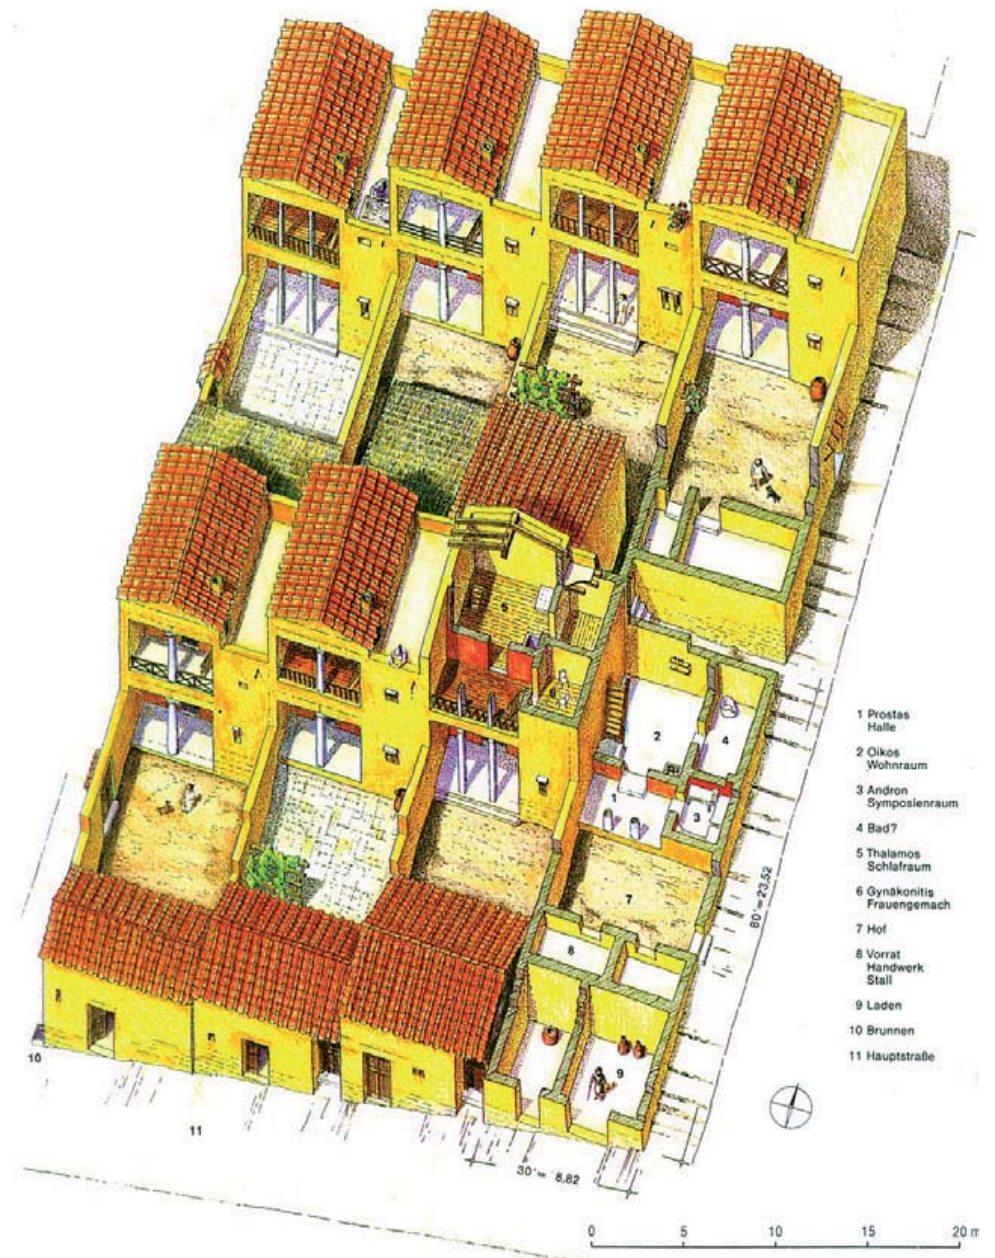 1 Prostas
Halle
2 Oikos
Wohnraum
3 Andron
Symposienraum
4 Bad?
5 Thalamos
Schlafraum
6 Gynäkonitis
Frauengemach
7 Hof
8 Vorrat
Handwerk
Stall
9 Laden
10 Brunnen
11 Hauptstraße
5
6
2
4
1
3
7
8
9
10
11
80' = 23,52
30' = 8,82
0 5 10 15 20 m